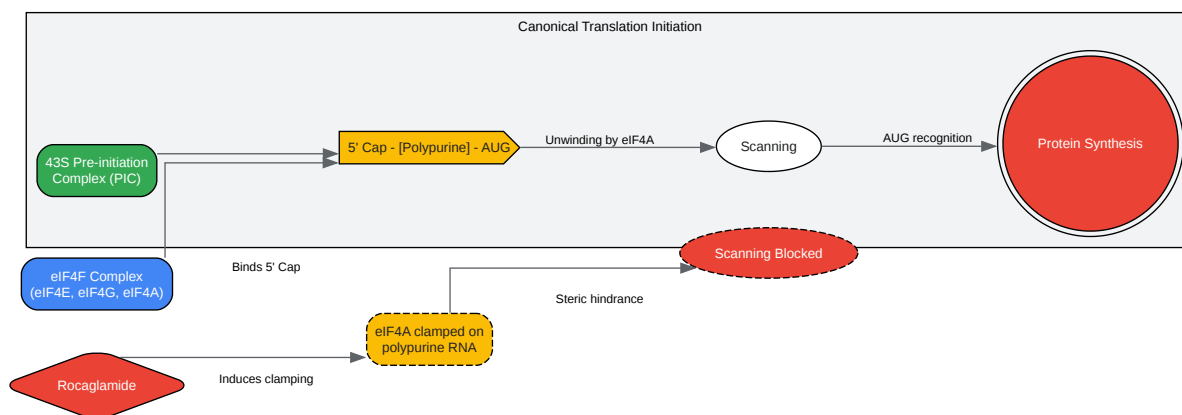 Canonical Translation Initiation
43S Pre-initiation
Complex (PIC)
5' Cap - [Polypurine] - AUG
Unwinding by eIF4A
Scanning
AUG recognition
Protein Synthesis
eIF4F Complex
(eIF4E, eIF4G, eIF4A)
Binds 5' Cap
Scanning Blocked
Steric hindrance
eIF4A clamped on
polypurine RNA
Rocaglamide
Induces clamping